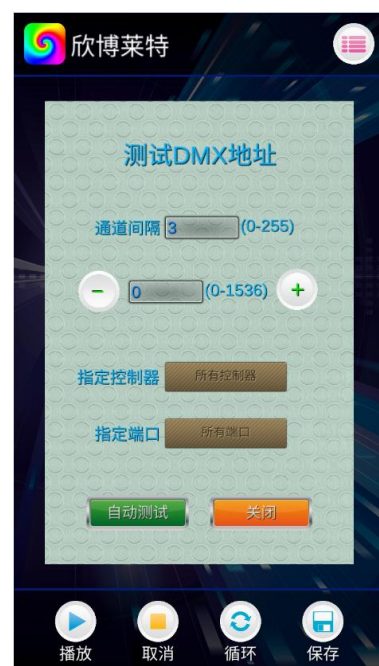 欣博莱特
测试DMX地址
通道间隔 3 (0-255)
- 0 (0-1536) +
指定控制器 所有控制器
指定端口 所有端口
自动测试 关闭
播放 取消 循环 保存